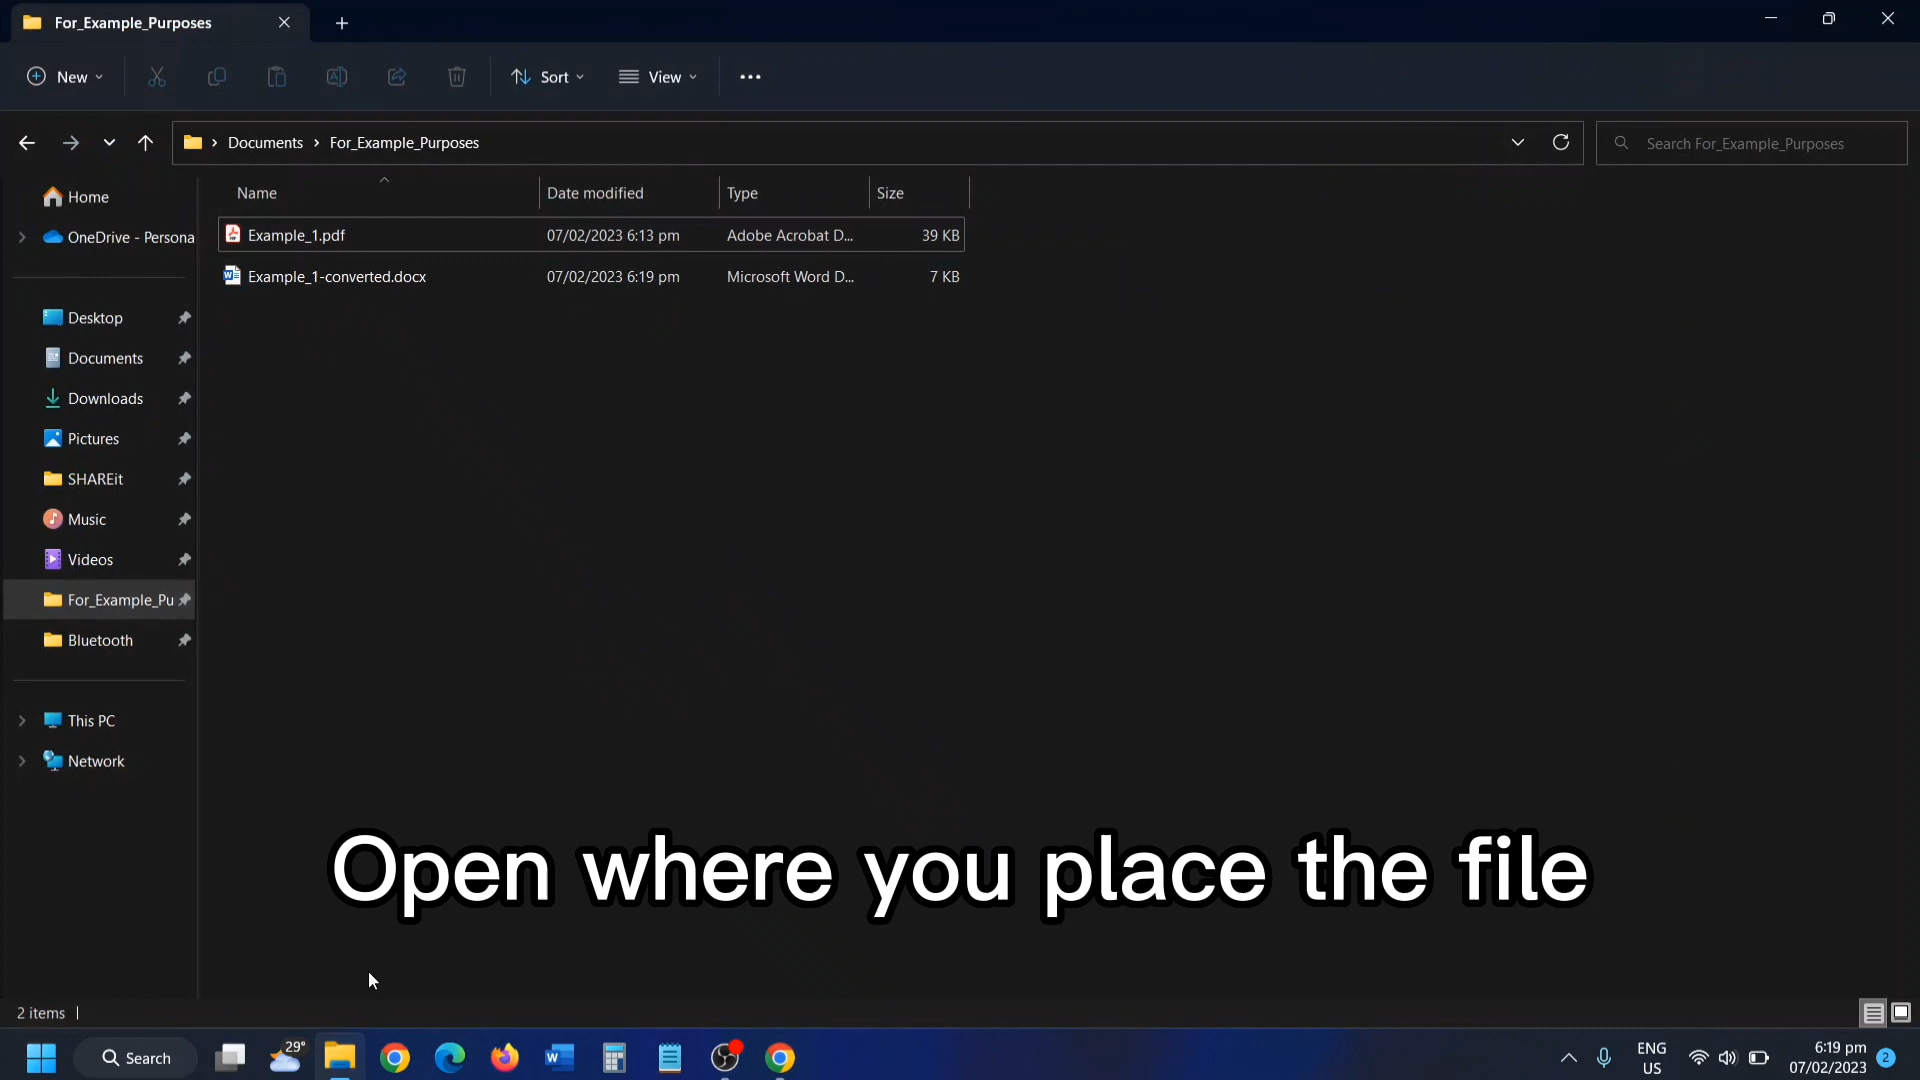 For_Example_Purposes
New
Sort
View
Documents
For_Example_Purposes
Search For_Example_Purposes
Name
Date modified
Type
Size
Example_1.pdf
07/02/2023 6:13 pm
Adobe Acrobat D...
39 KB
Example_1-converted.docx
07/02/2023 6:19 pm
Microsoft Word D...
7 KB
Home
OneDrive - Persona
Desktop
Documents
Downloads
Pictures
SHAREit
Music
Videos
For_Example_Pu
Bluetooth
This PC
Network
Open where you place the file
2 items
Search
29°
ENG
US
6:19 pm
07/02/2023
2